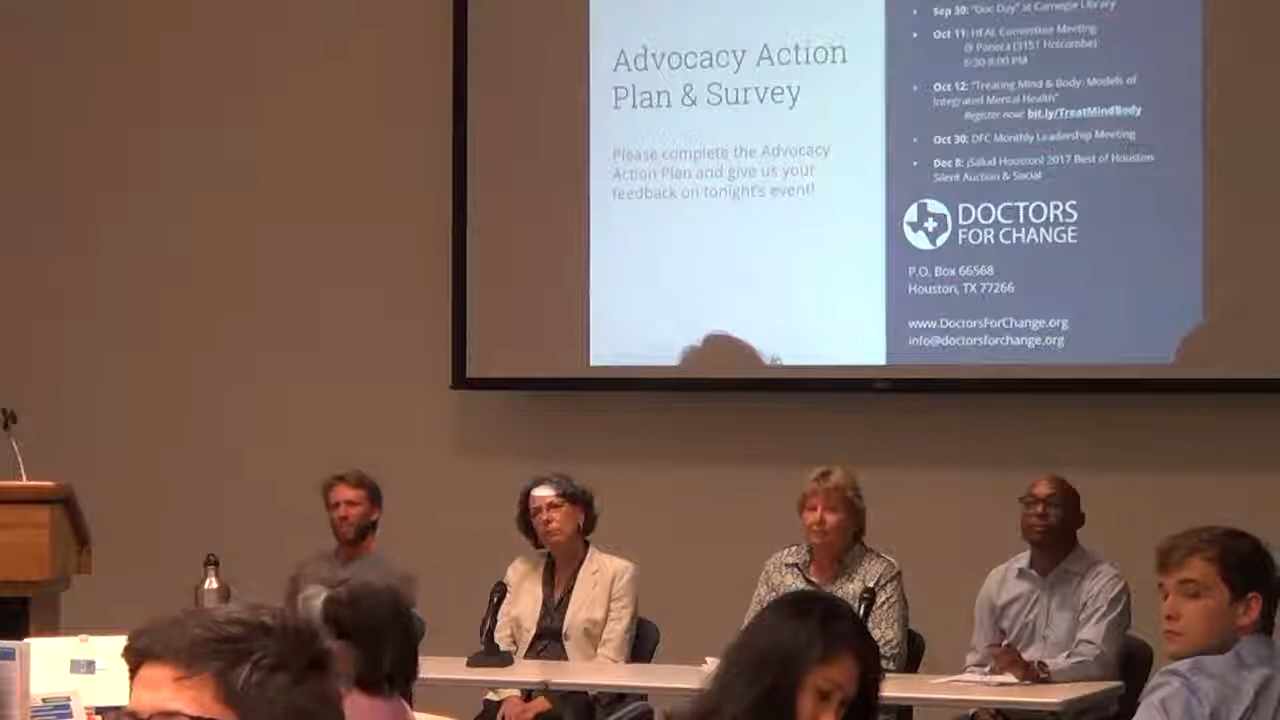 Advocacy Action
Plan & Survey
Please complete the Advocacy
Action Plan and give us your
feedback on tonight's event!
Sep 30: "Doc Day" at Carnegie Library
Oct 11: HEAL Committee Meeting
@ Panera (3151 Holcombe)
6:30-8:00 PM
Oct 12: "Treating Mind & Body: Models of
Integrated Mental Health"
Register now: bit.ly/TreatMindBody
Oct 30: DFC Monthly Leadership Meeting
Dec 8: ¡Salud Houston! 2017 Best of Houston
Silent Auction & Social
DOCTORS
FOR CHANGE
P.O. Box 66568
Houston, TX 77266
www.DoctorsForChange.org
info@doctorsforchange.org